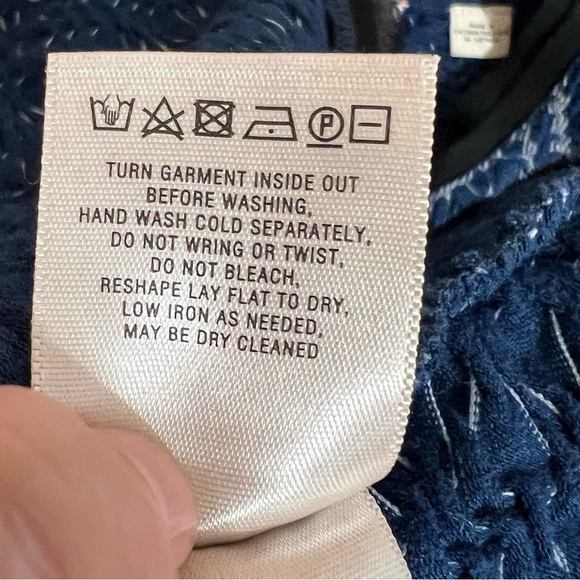 P
TURN GARMENT INSIDE OUT
BEFORE WASHING,
HAND WASH COLD SEPARATELY,
DO NOT WRING OR TWIST,
DO NOT BLEACH,
RESHAPE LAY FLAT TO DRY,
LOW IRON AS NEEDED,
MAY BE DRY CLEANED